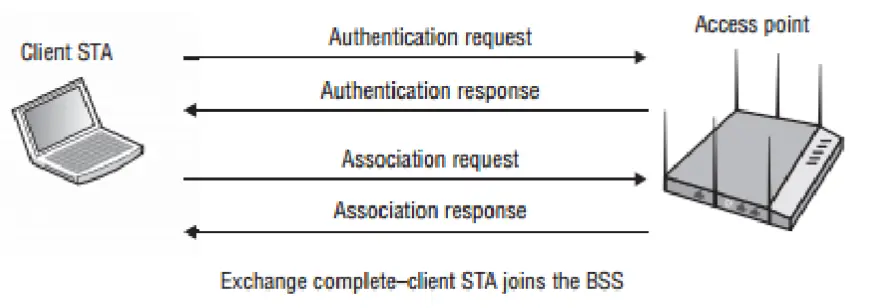 Client STA
Access point
Authentication request
Authentication response
Association request
Association response
Exchange complete–client STA joins the BSS